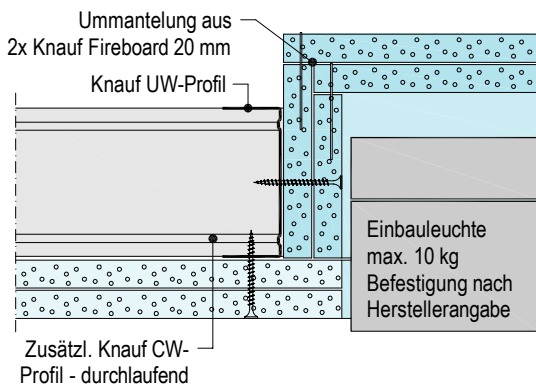 Ummantelung aus
2x Knauf Fireboard 20 mm
Knauf UW-Profil
Einbauleuchte
max. 10 kg
Befestigung nach
Herstellerangabe
Zusätzl. Knauf CW-
Profil - durchlaufend